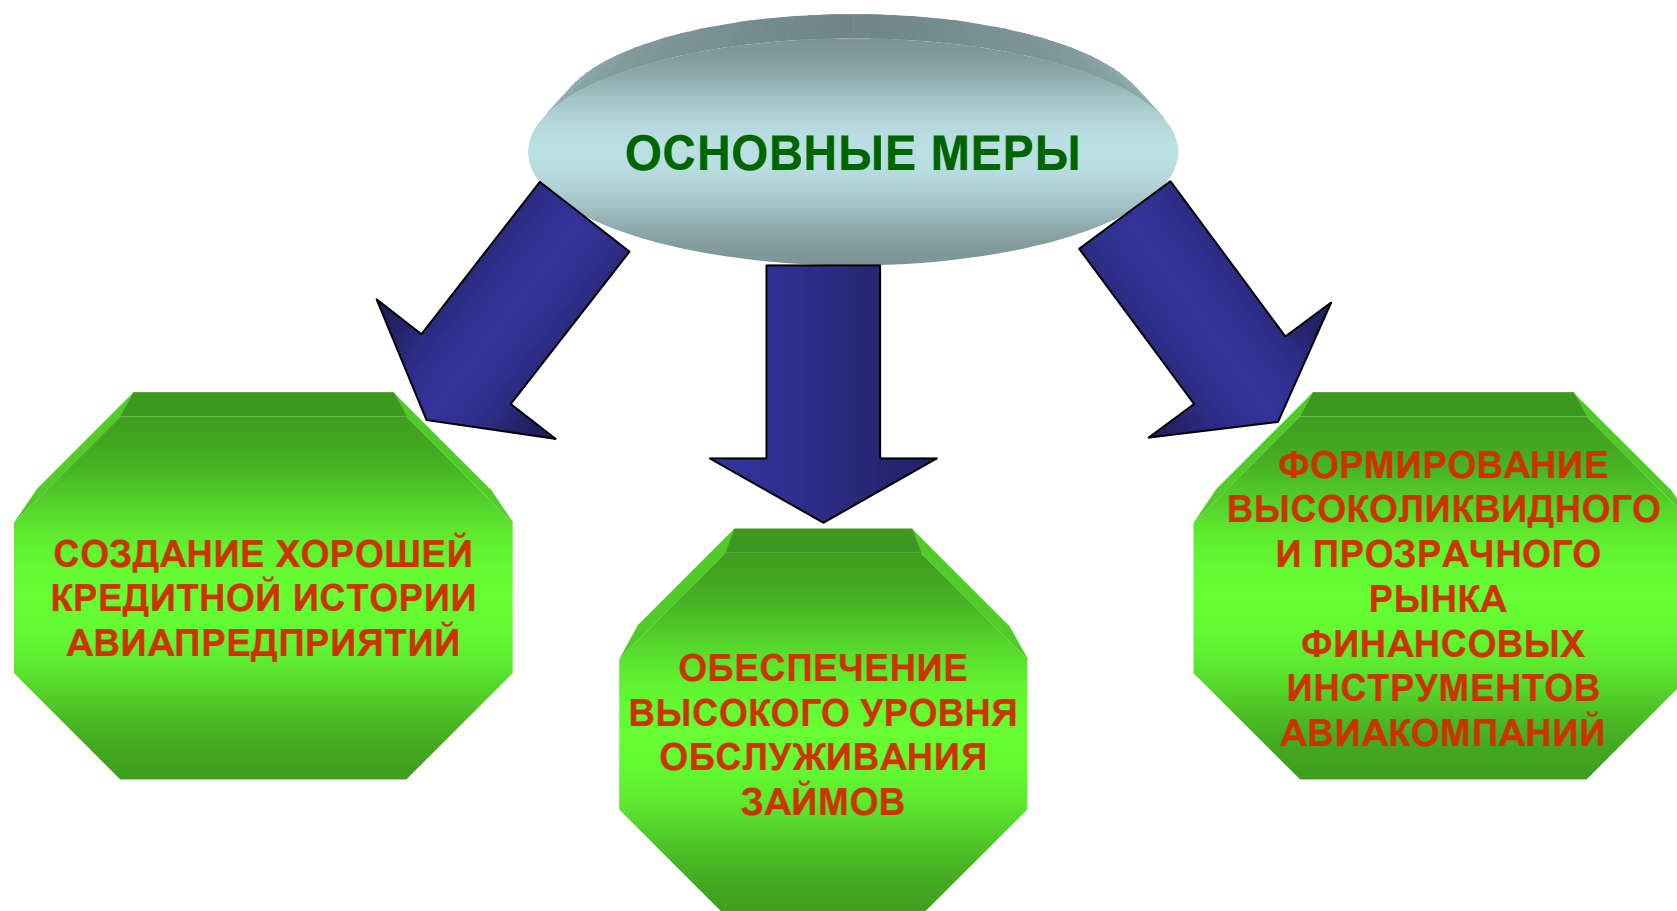 ОСНОВНЫЕ МЕРЫ
СОЗДАНИЕ ХОРОШЕЙ
КРЕДИТНОЙ ИСТОРИИ
АВИАПРЕДПРИЯТИЙ
ОБЕСПЕЧЕНИЕ
ВЫСОКОГО УРОВНЯ
ОБСЛУЖИВАНИЯ
ЗАЙМОВ
ФОРМИРОВАНИЕ
ВЫСОКОЛИКВИДНОГО
И ПРОЗРАЧНОГО
РЫНКА
ФИНАНСОВЫХ
ИНСТРУМЕНТОВ
АВИАКОМПАНИЙ